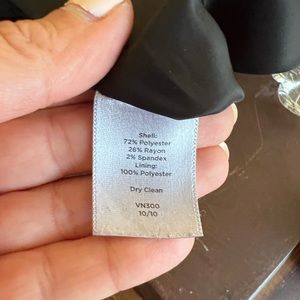 Shell:
72% Polyester
26% Rayon
2% Spandex
Lining:
100% Polyester
Dry Clean
VN300
10/10